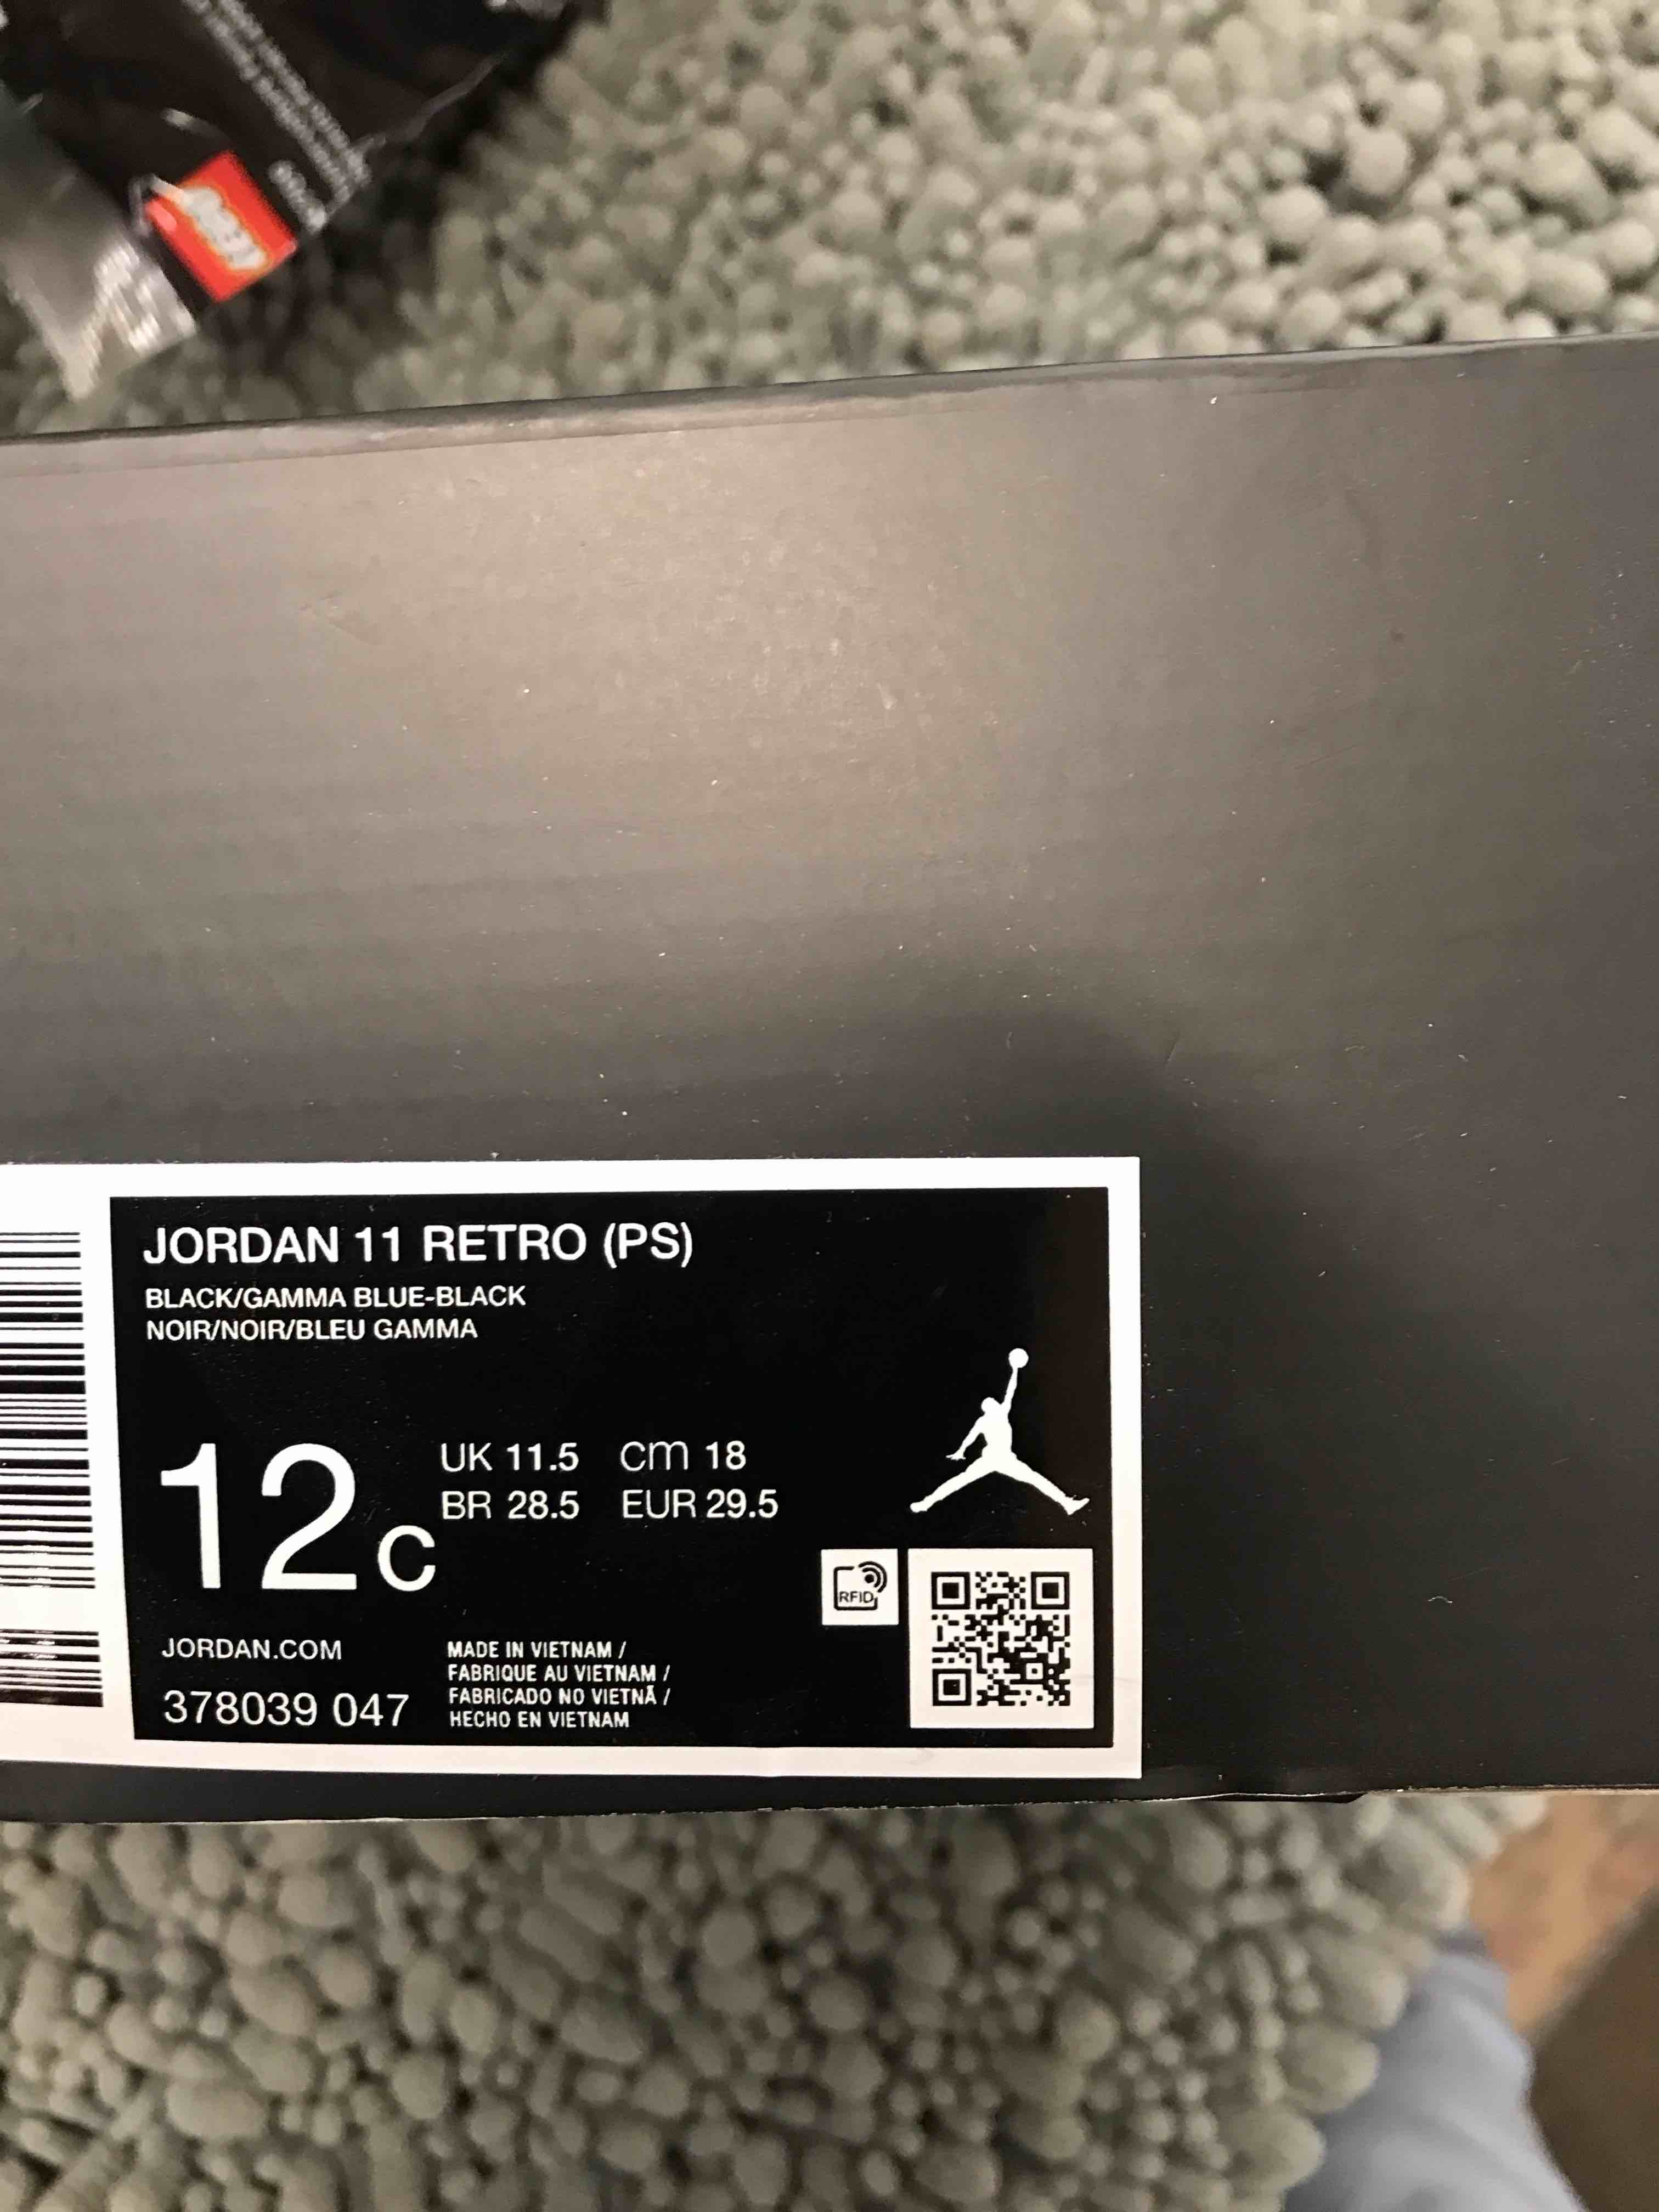 LEGO
JORDAN 11 RETRO (PS)
BLACK/GAMMA BLUE-BLACK
NOIR/NOIR/BLEU GAMMA
12c
UK 11.5 cm 18
BR 28.5 EUR 29.5
RFID
JORDAN.COM
378039 047
MADE IN VIETNAM /
FABRIQUE AU VIETNAM /
FABRICADO NO VIETNÃ /
HECHO EN VIETNAM